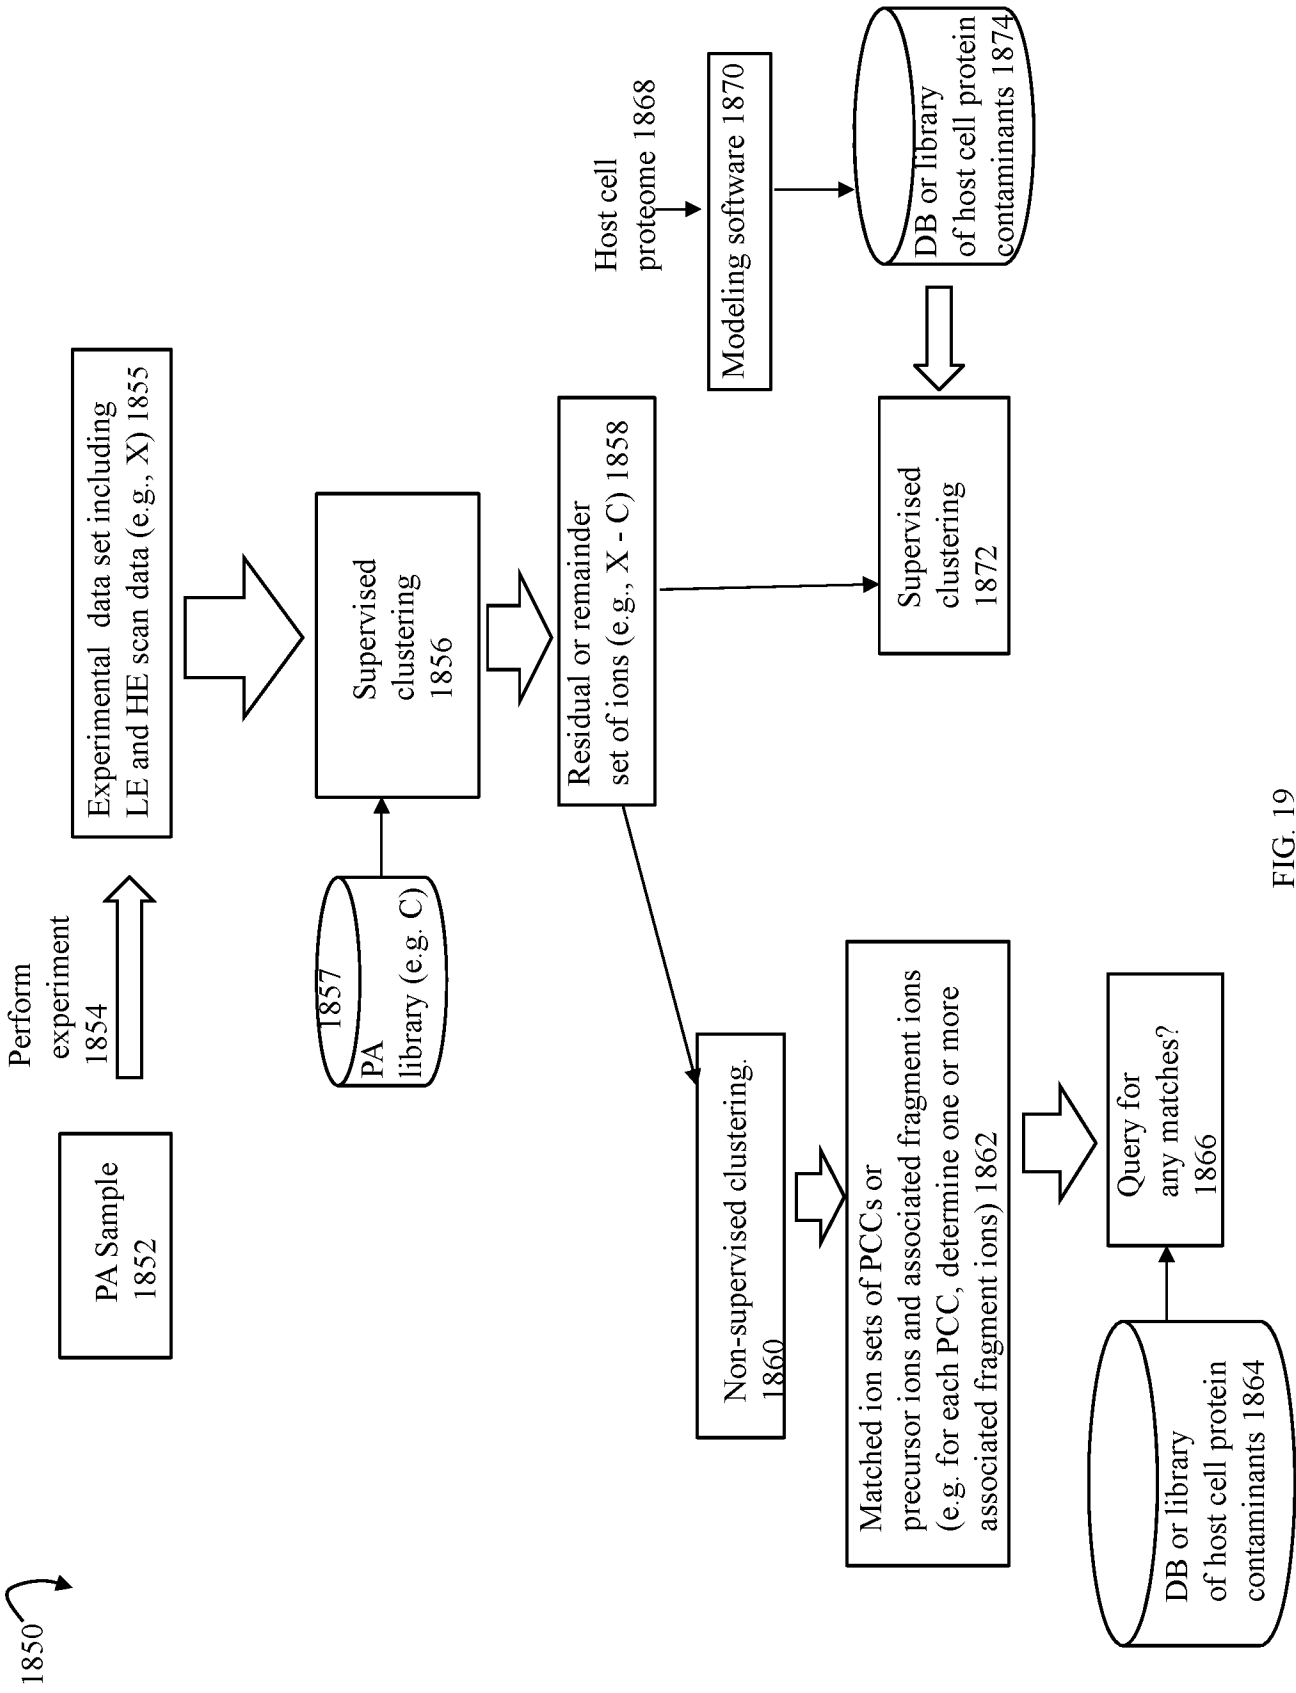 1850
PA Sample
1852
Perform
experiment
1854
Experimental data set including
LE and HE scan data (e.g., X) 1855
1857
PA
library (e.g. C)
Supervised
clustering
1856
Residual or remainder
set of ions (e.g., X - C) 1858
Host cell
proteome 1868
Non-supervised clustering.
1860
Modeling software 1870
Matched ion sets of PCCs or
precursor ions and associated fragment ions
(e.g. for each PCC, determine one or more
associated fragment ions) 1862
Supervised
clustering
1872
DB or library
of host cell protein
contaminants 1874
DB or library
of host cell protein
contaminants 1864
Query for
any matches?
1866
FIG. 19